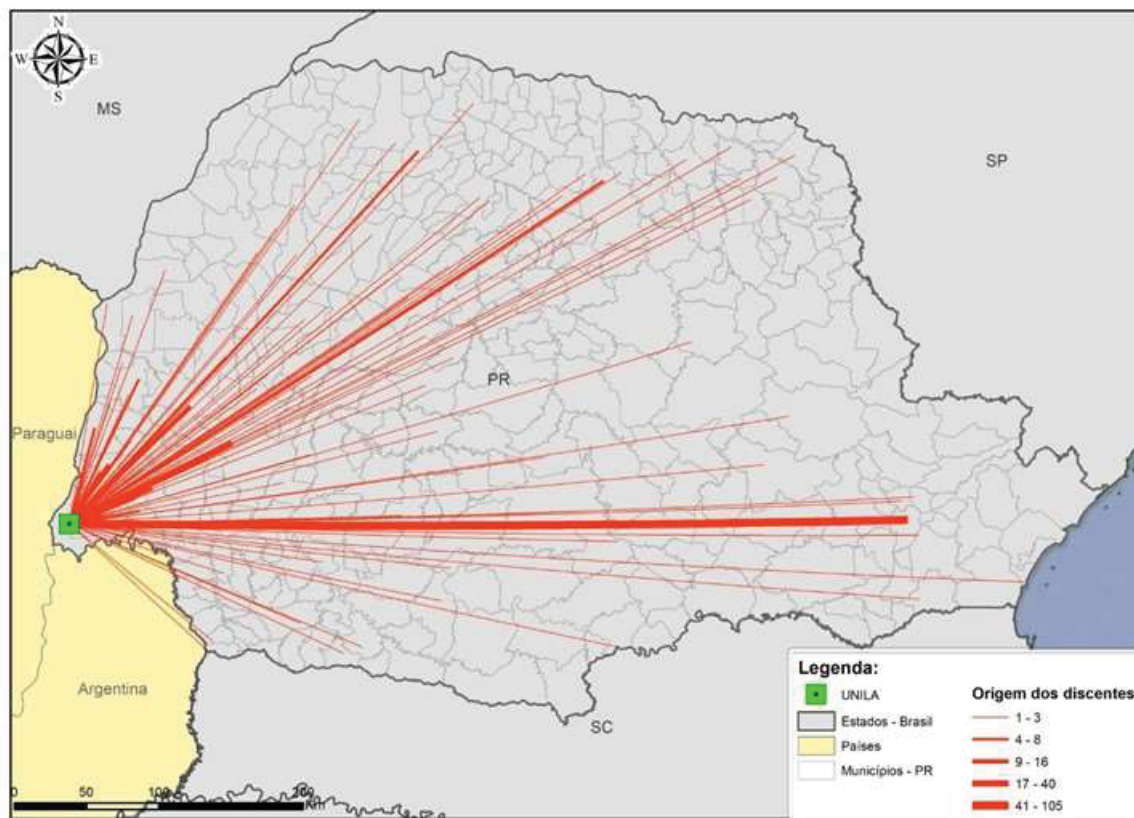 N
W E
S
MS
SP
PR
Paraguai
Argentina
SC
Legenda:
UNILA
Estados - Brasil
Países
Municípios - PR
Origem dos discentes
1 - 3
4 - 8
9 - 16
17 - 40
41 - 105
0 50 100 200
Km